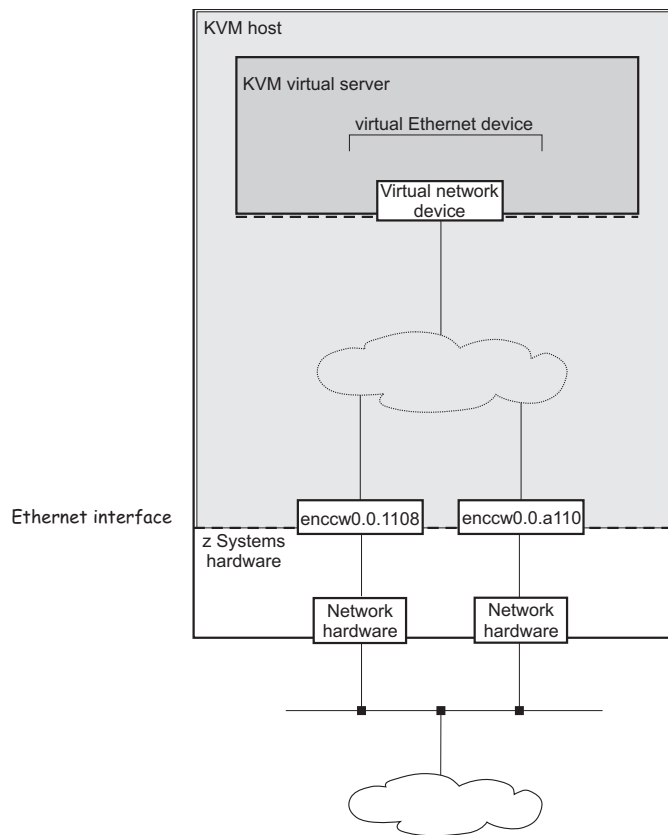 KVM host
KVM virtual server
virtual Ethernet device
Virtual network
device
Ethernet interface
enccw0.0.1108
enccw0.0.a110
z Systems
hardware
Network
hardware
Network
hardware